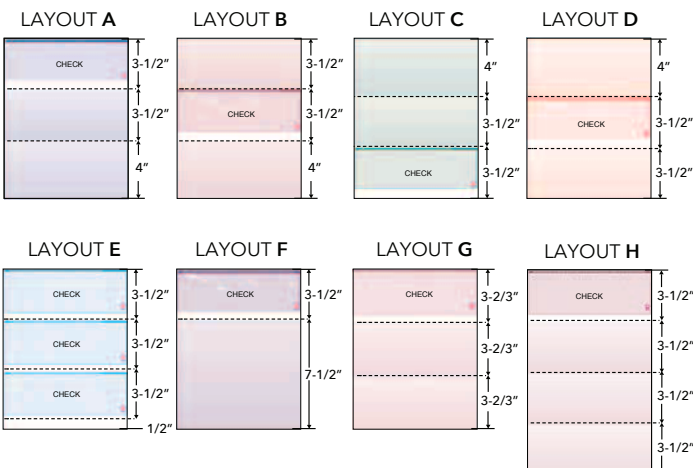 LAYOUT A
CHECK
3-1/2"
3-1/2"
4"
LAYOUT B
3-1/2"
CHECK
3-1/2"
4"
LAYOUT C
4"
3-1/2"
CHECK
3-1/2"
LAYOUT D
4"
CHECK
3-1/2"
3-1/2"
LAYOUT E
CHECK
3-1/2"
CHECK
3-1/2"
CHECK
3-1/2"
1/2"
LAYOUT F
CHECK
3-1/2"
7-1/2"
LAYOUT G
CHECK
3-2/3"
3-2/3"
3-2/3"
LAYOUT H
CHECK
3-1/2"
3-1/2"
3-1/2"
3-1/2"